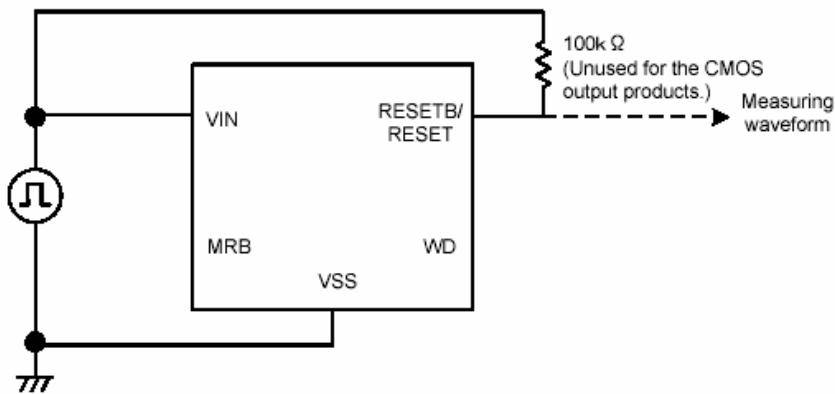 100k Ω
(Unused for the CMOS
output products.)
Measuring
waveform
VIN
RESETB/
RESET
MRB
WD
VSS